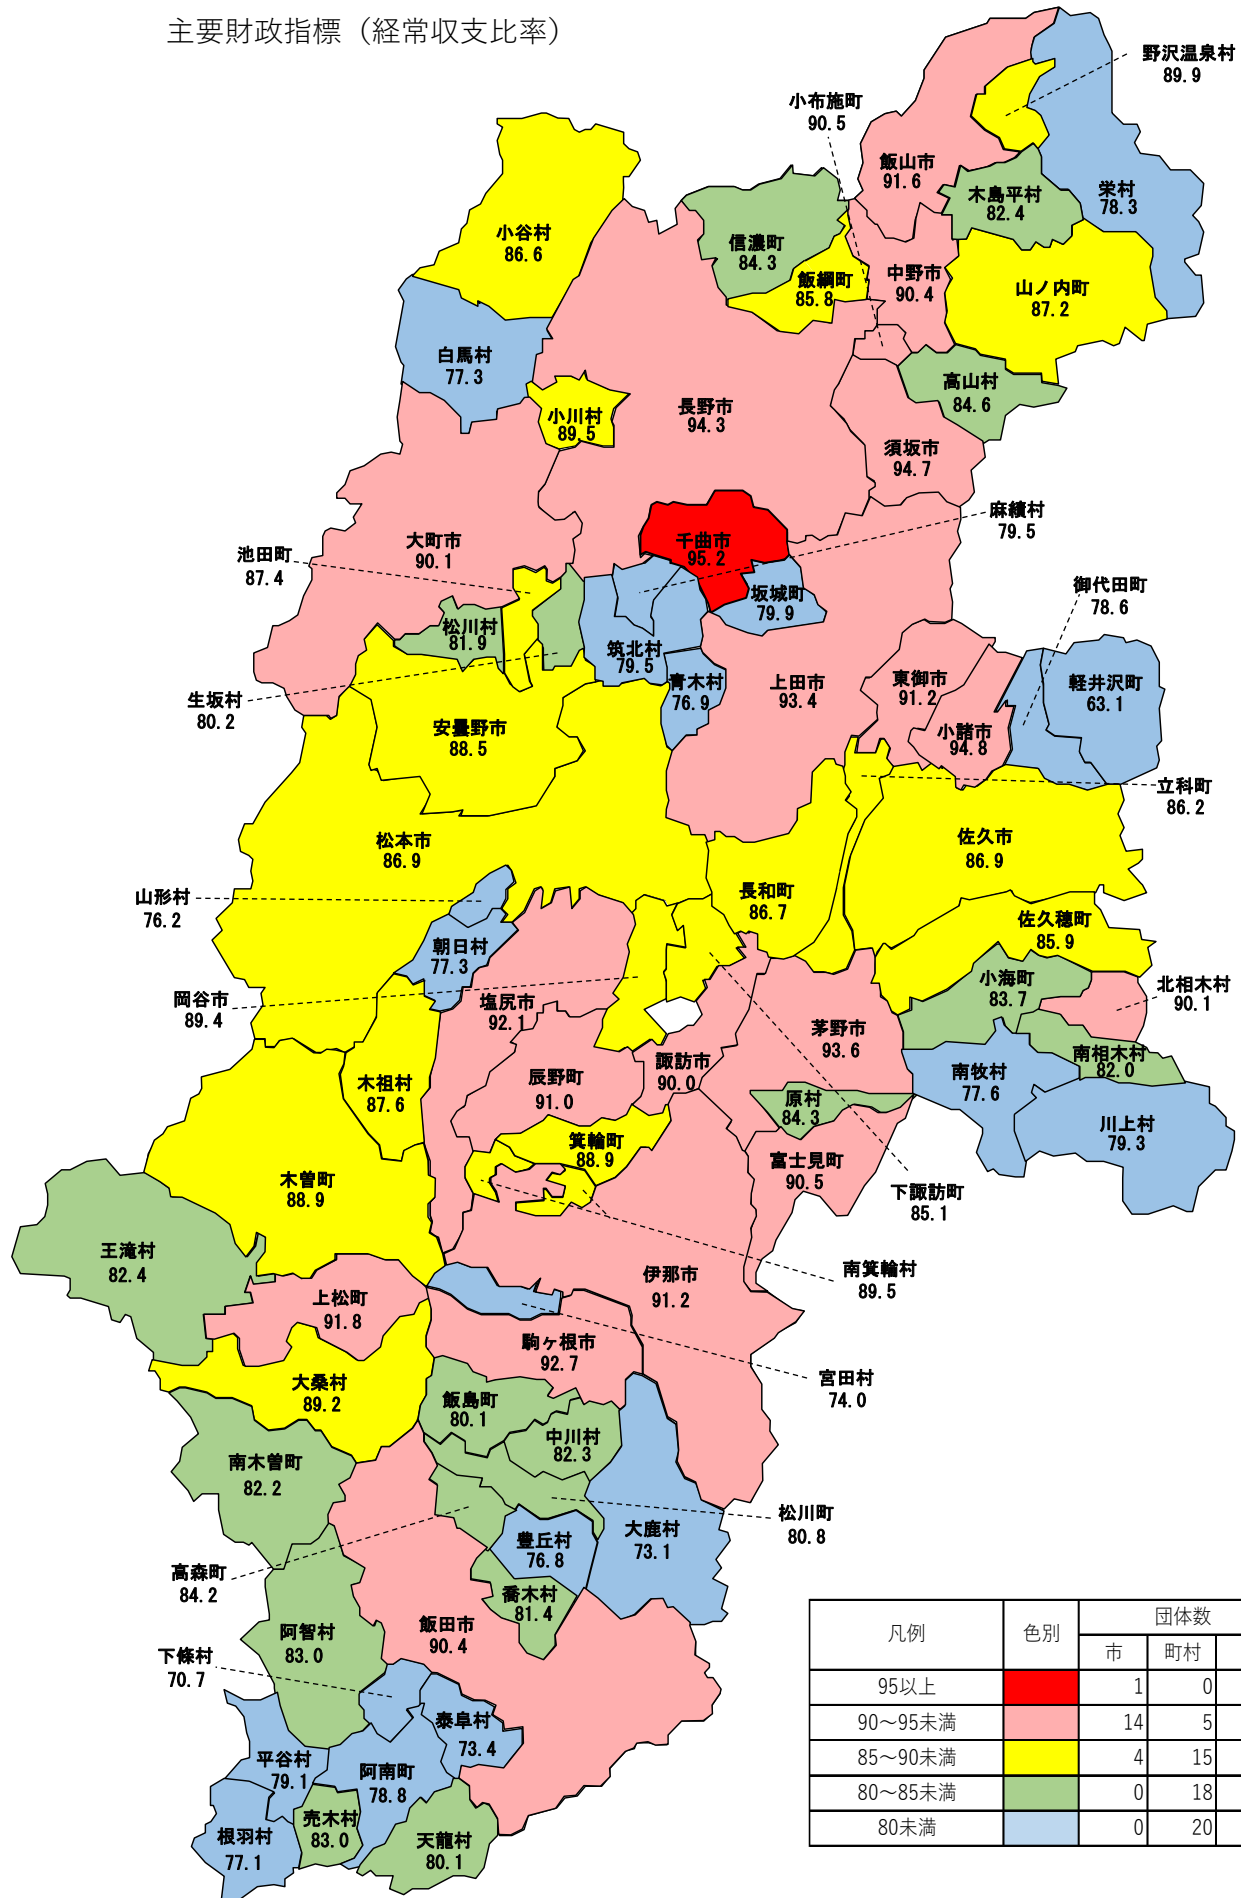 主要財政指標（経常収支比率）
野沢温泉村
89.9
小布施町
90.5
飯山市
91.6
木島平村
82.4
栄村
78.3
小谷村
86.6
信濃町
84.3
飯綱町
85.8
中野市
90.4
山ノ内町
87.2
白馬村
77.3
高山村
84.6
小川村
89.5
長野市
94.3
須坂市
94.7
麻績村
79.5
大町市
90.1
池田町
87.4
千曲市
95.2
坂城町
79.9
御代田町
78.6
松川村
81.9
筑北村
79.5
青木村
76.9
上田市
93.4
東御市
91.2
軽井沢町
63.1
生坂村
80.2
安曇野市
88.5
小諸市
94.8
立科町
86.2
松本市
86.9
佐久市
86.9
山形村
76.2
長和町
86.7
佐久穂町
85.9
朝日村
77.3
小海町
83.7
北相木村
90.1
岡谷市
89.4
塩尻市
92.1
茅野市
93.6
南相木村
82.0
木祖村
87.6
辰野町
91.0
諏訪市
90.0
南牧村
77.6
原村
84.3
川上村
79.3
箕輪町
88.9
富士見町
90.5
木曽町
88.9
下諏訪町
85.1
王滝村
82.4
伊那市
91.2
南箕輪村
89.5
上松町
91.8
駒ヶ根市
92.7
宮田村
74.0
大桑村
89.2
飯島町
80.1
中川村
82.3
南木曽町
82.2
松川町
80.8
大鹿村
73.1
豊丘村
76.8
高森町
84.2
喬木村
81.4
阿智村
83.0
飯田市
90.4
下條村
70.7
泰阜村
73.4
平谷村
79.1
阿南町
78.8
売木村
83.0
根羽村
77.1
天龍村
80.1
凡例 色別 団体数
市 町村
95以上 1 0
90～95未満 14 5
85～90未満 4 15
80～85未満 0 18
80未満 0 20